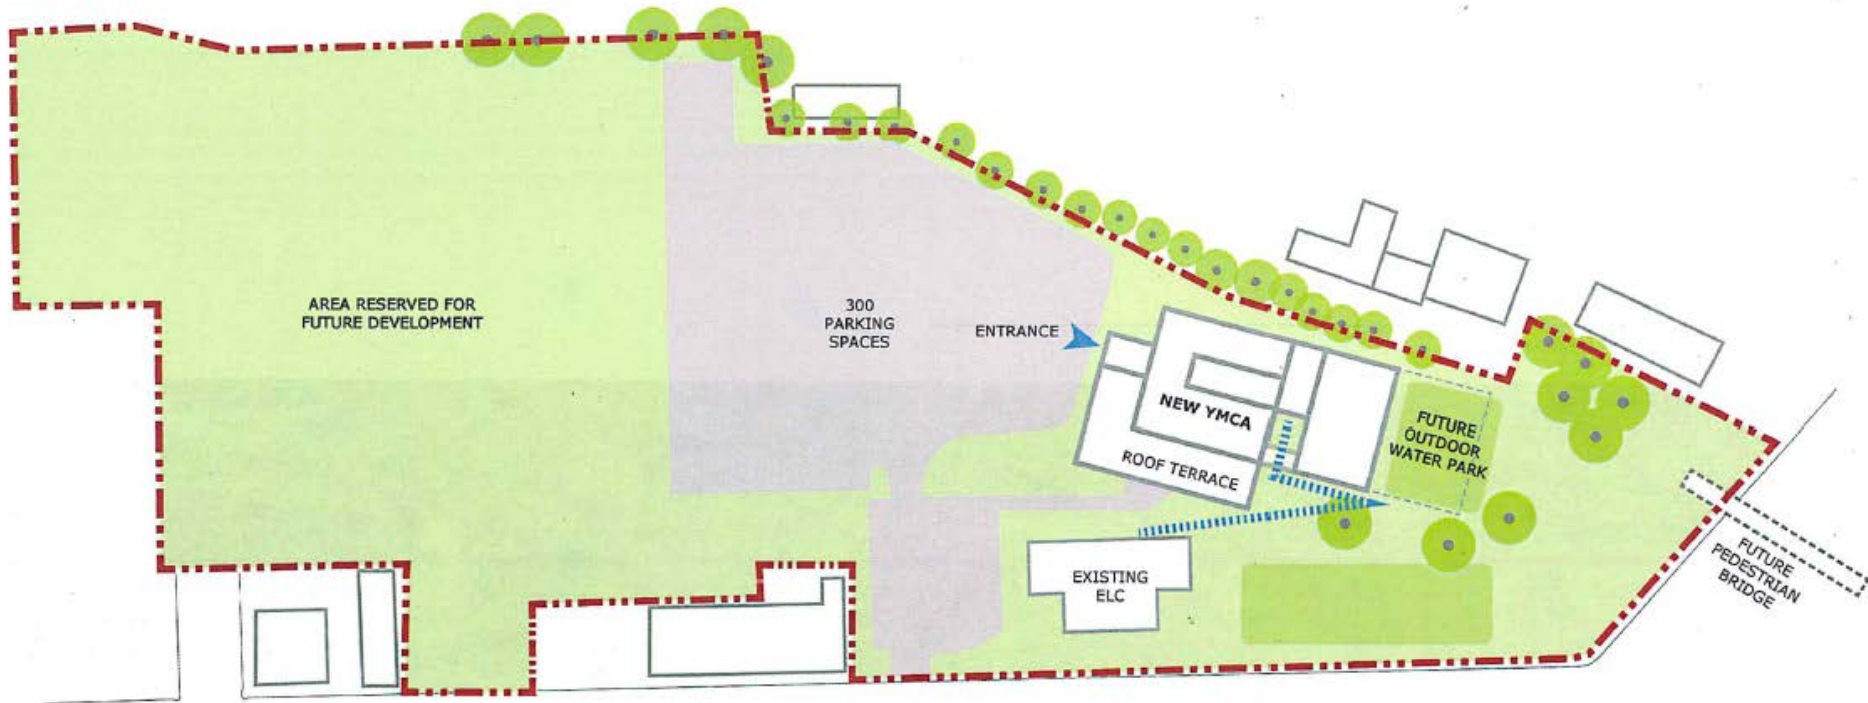 AREA RESERVED FOR
FUTURE DEVELOPMENT
300
PARKING
SPACES
ENTRANCE
NEW YMCA
ROOF TERRACE
FUTURE
OUTDOOR
WATER PARK
EXISTING
ELC
FUTURE
PEDESTRIAN
BRIDGE